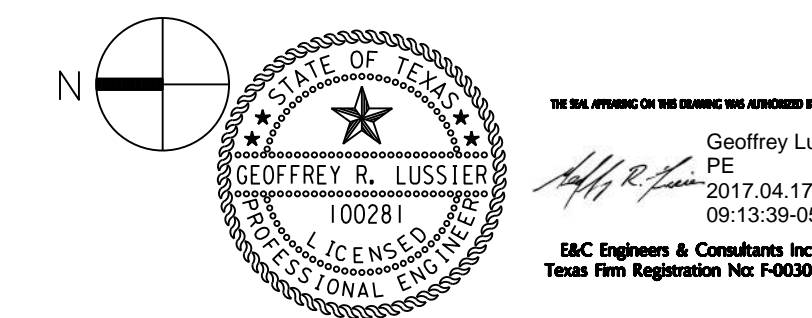 N
STATE OF TEXAS
GEOFFREY R. LUSSIER
100281
LICENSED
PROFESSIONAL ENGINEER
THE SEAL APPEARING ON THIS DRAWING WAS AUTHORIZED B
Geoffrey Lu
PE
2017.04.17
09:13:39-05
E&C Engineers & Consultants Inc
Texas Firm Registration No: F-0030